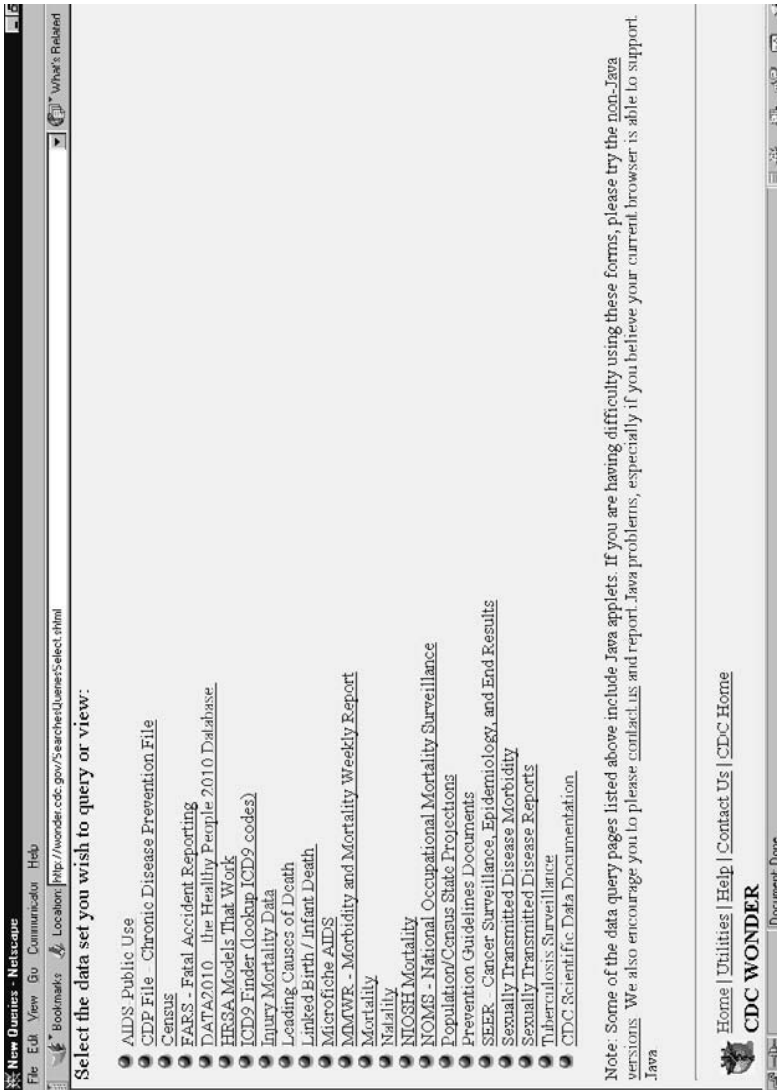 New Queries - Netscape
File Edit View Go Communicator Help
Bookmarks Location: http://wonder.cdc.gov/SearchesQueriesSelect.shtml What's Related
Select the data set you wish to query or view:
AIDS Public Use
CDP File - Chronic Disease Prevention File
Census
FARS - Fatal Accident Reporting
DATA2010 the Healthy People 2010 Database
HRSA Models That Work
ICD9 Finder (lookup ICD9 codes)
Injury Mortality Data
Leading Causes of Death
Linked Birth / Infant Death
Microfiche AIDS
MMWR - Morbidity and Mortality Weekly Report
Mortality
Natality
NIOSH Mortality
NOMS - National Occupational Mortality Surveillance
Population/Census State Projections
Prevention Guidelines Documents
SEER - Cancer Surveillance, Epidemiology, and End Results
Sexually Transmitted Disease Morbidity
Sexually Transmitted Disease Reports
Tuberculosis Surveillance
CDC Scientific Data Documentation
Note: Some of the data query pages listed above include Java applets. If you are having difficulty using these forms, please try the non-Java
versions. We also encourage you to please contact us and report Java problems, especially if you believe your current browser is able to support
Java
Home | Utilities | Help | Contact Us | CDC Home
CDC WONDER
Document Done